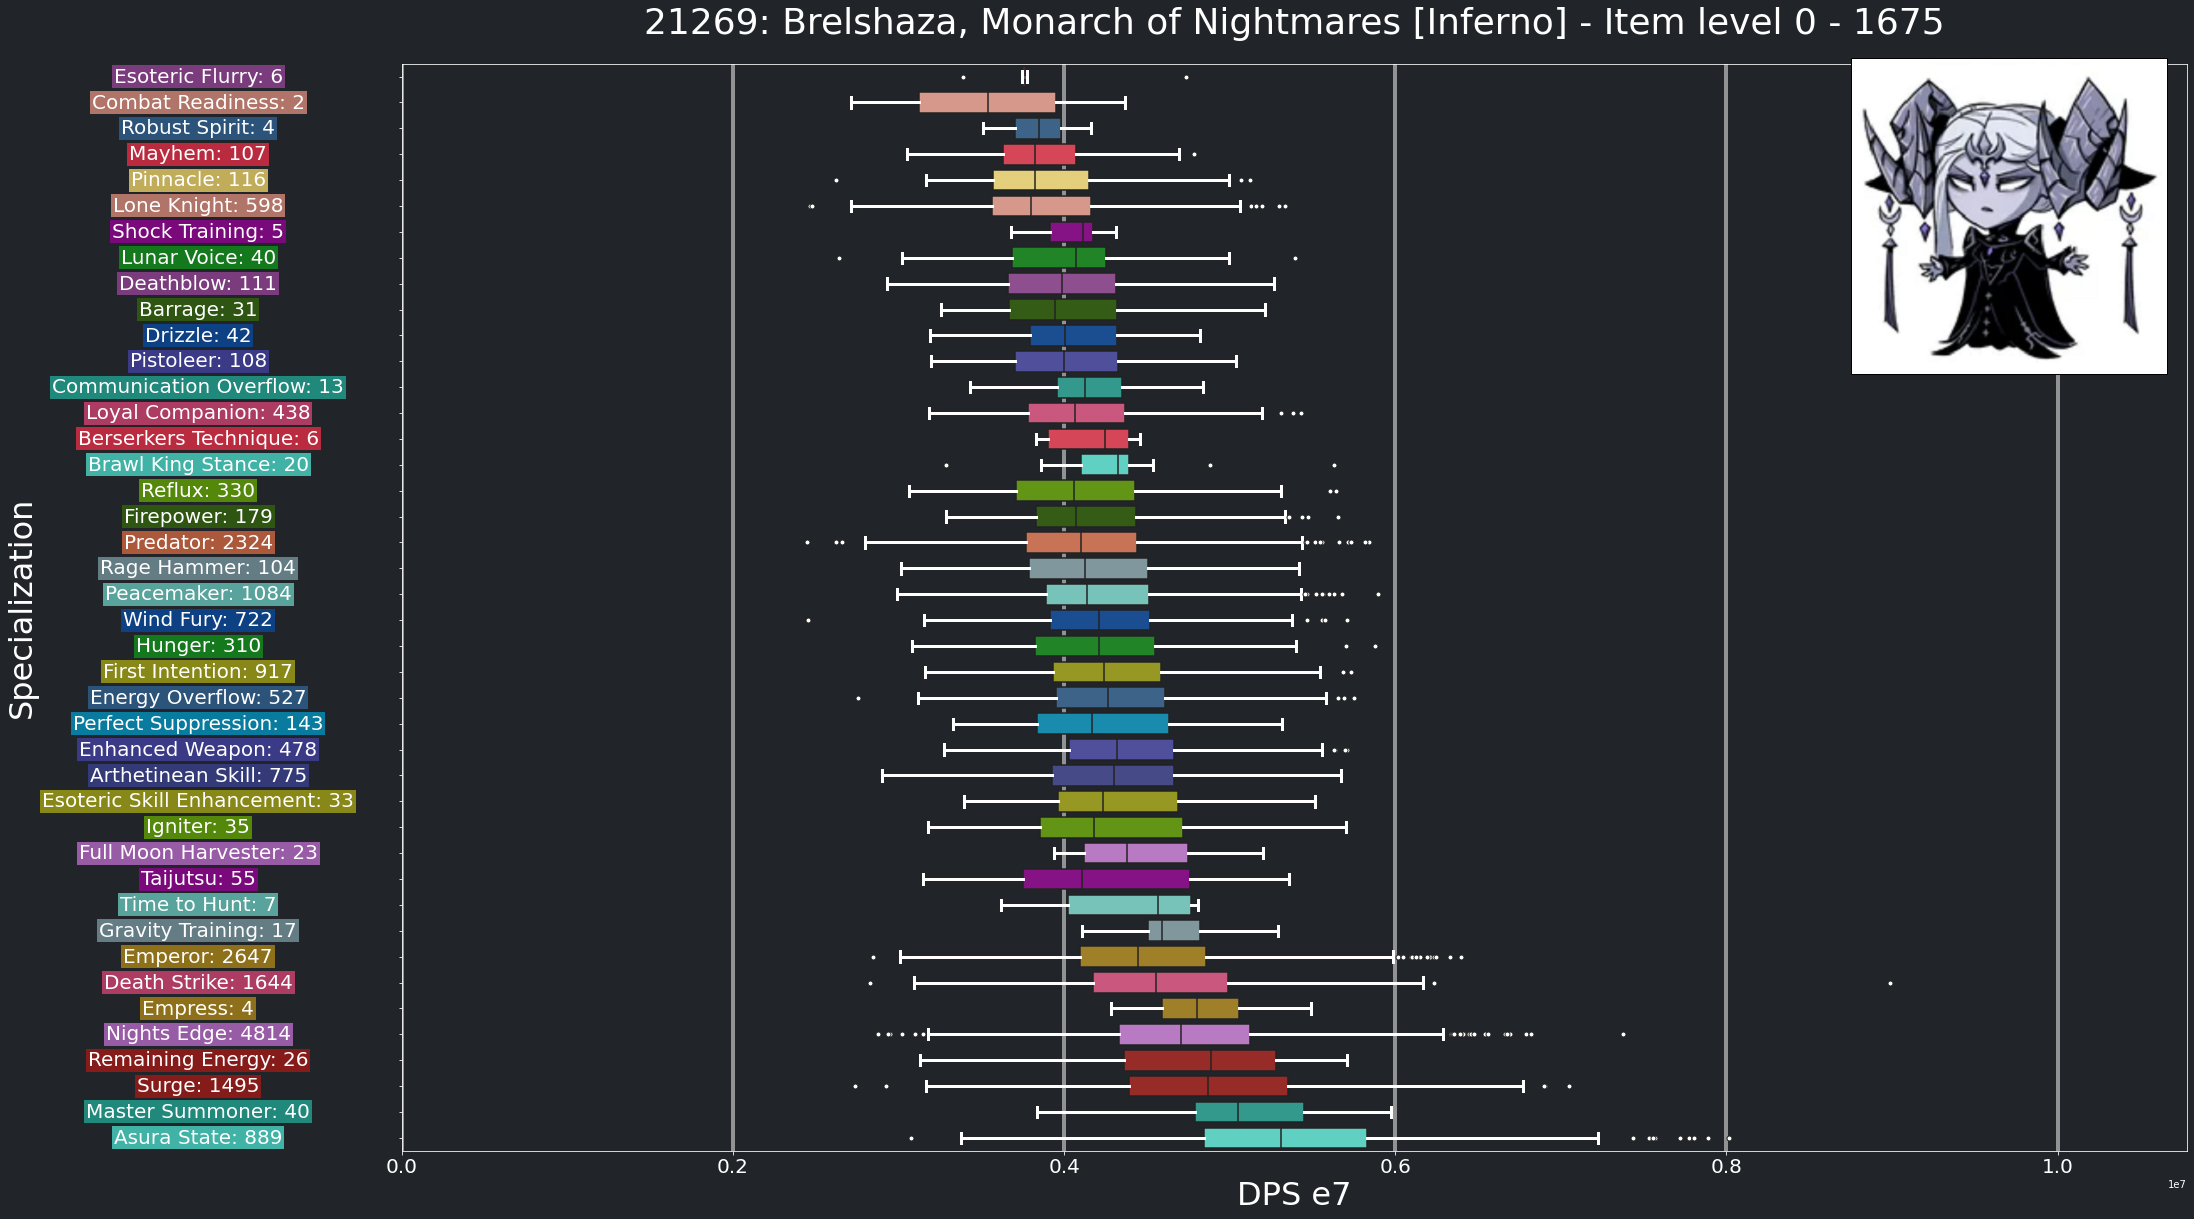 21269: Brelshaza, Monarch of Nightmares [Inferno] - Item level 0 - 1675
Specialization
Esoteric Flurry: 6
Combat Readiness: 2
Robust Spirit: 4
Mayhem: 107
Pinnacle: 116
Lone Knight: 598
Shock Training: 5
Lunar Voice: 40
Deathblow: 111
Barrage: 31
Drizzle: 42
Pistoleer: 108
Communication Overflow: 13
Loyal Companion: 438
Berserkers Technique: 6
Brawl King Stance: 20
Reflux: 330
Firepower: 179
Predator: 2324
Rage Hammer: 104
Peacemaker: 1084
Wind Fury: 722
Hunger: 310
First Intention: 917
Energy Overflow: 527
Perfect Suppression: 143
Enhanced Weapon: 478
Arthetinean Skill: 775
Esoteric Skill Enhancement: 33
Igniter: 35
Full Moon Harvester: 23
Taijutsu: 55
Time to Hunt: 7
Gravity Training: 17
Emperor: 2647
Death Strike: 1644
Empress: 4
Nights Edge: 4814
Remaining Energy: 26
Surge: 1495
Master Summoner: 40
Asura State: 889
0.0 0.2 0.4 0.6 0.8 1.0
1e7
DPS e7